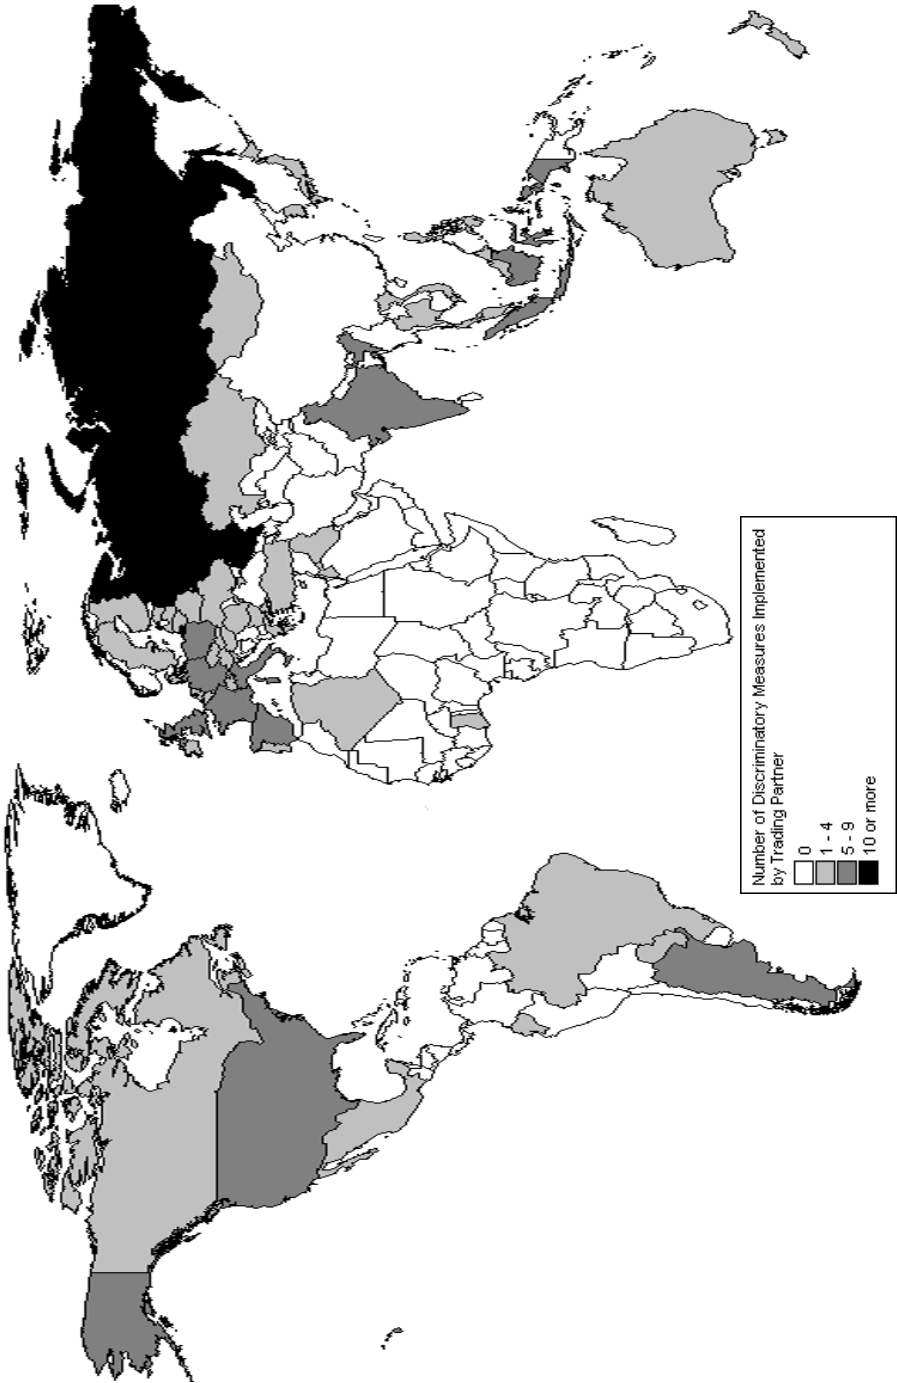 Number of Discriminatory Measures Implemented
by Trading Partner
0
1 - 4
5 - 9
10 or more